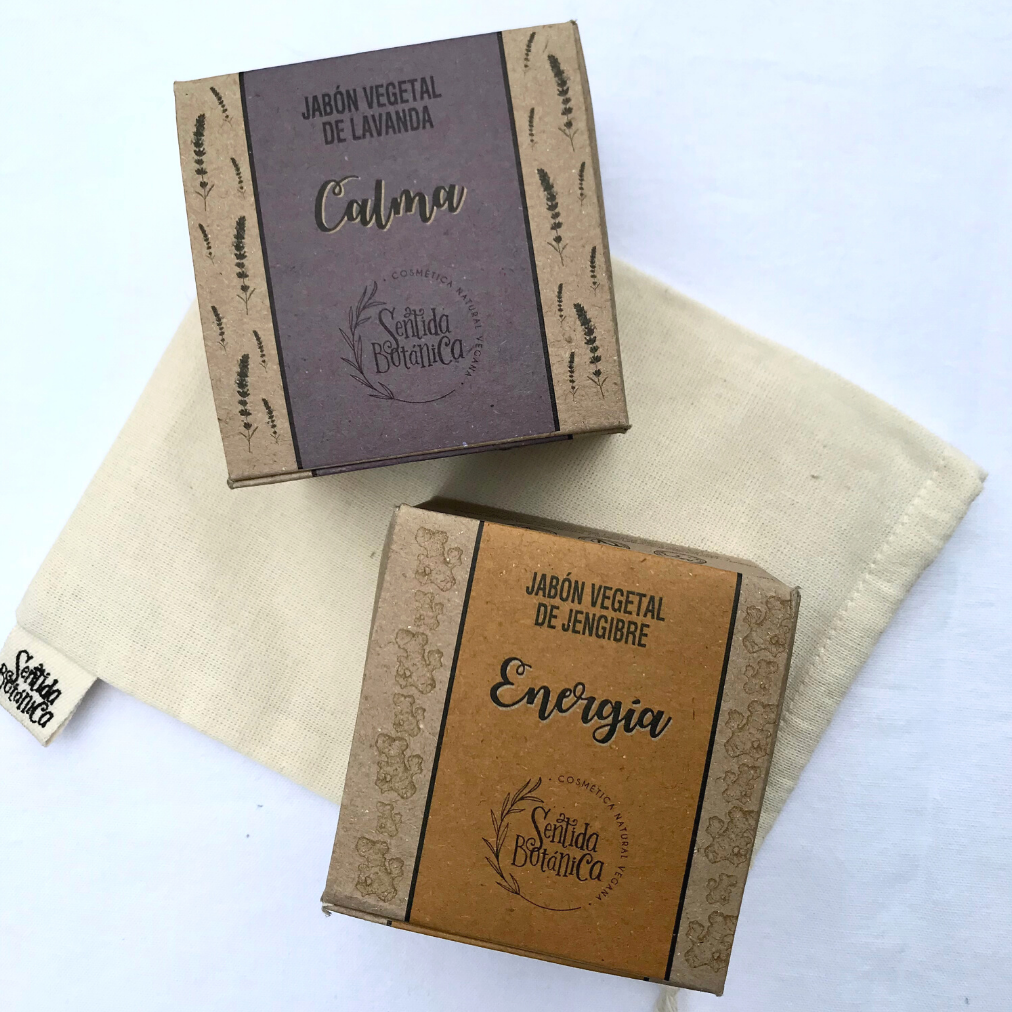 JABÓN VEGETAL
DE LAVANDA
Calma
• COSMÉTICA NATURAL VEGANA •
Sentida
Botánica
JABÓN VEGETAL
DE JENGIBRE
Energía
• COSMÉTICA NATURAL VEGANA •
Sentida
Botánica
Sentida
Botánica